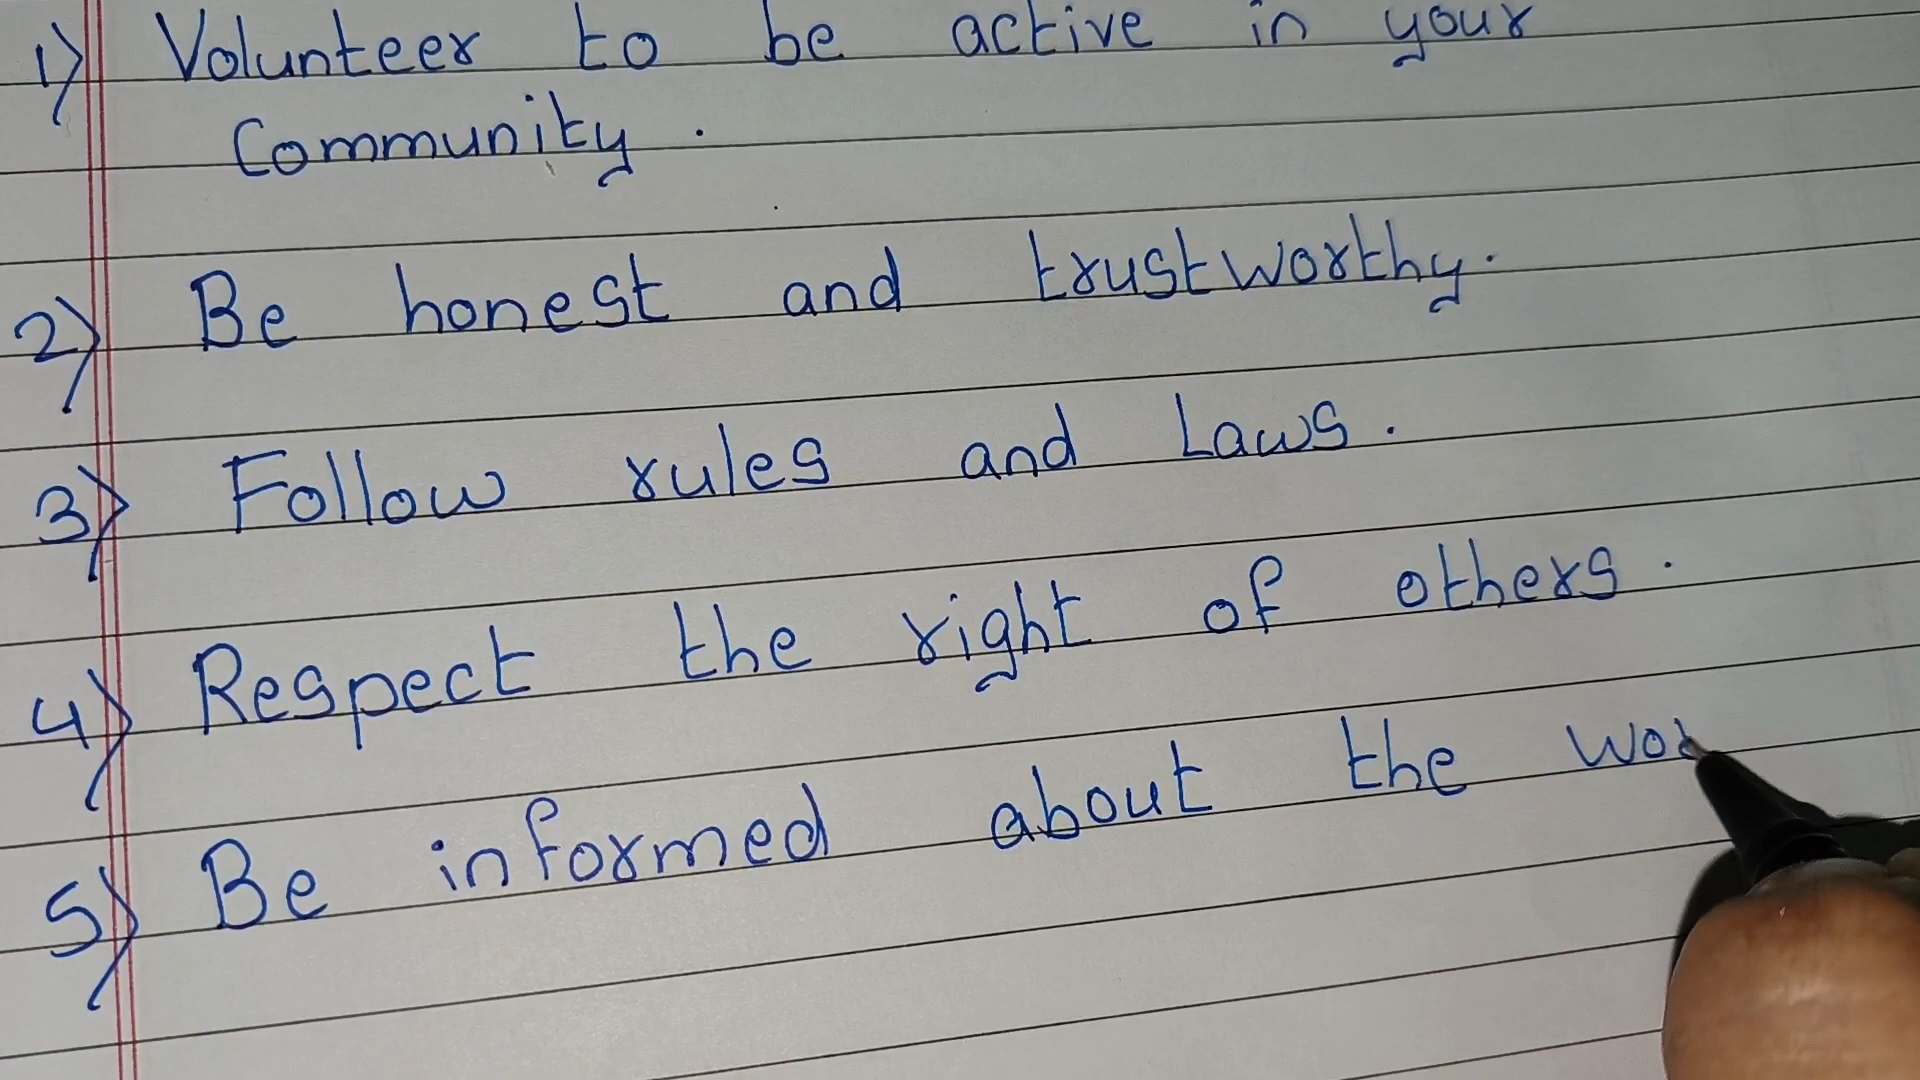 1) Volunteer to be active in your
Community.
2) Be honest and trustworthy.
3) Follow rules and Laws.
4) Respect the right of others.
5) Be informed about the wor